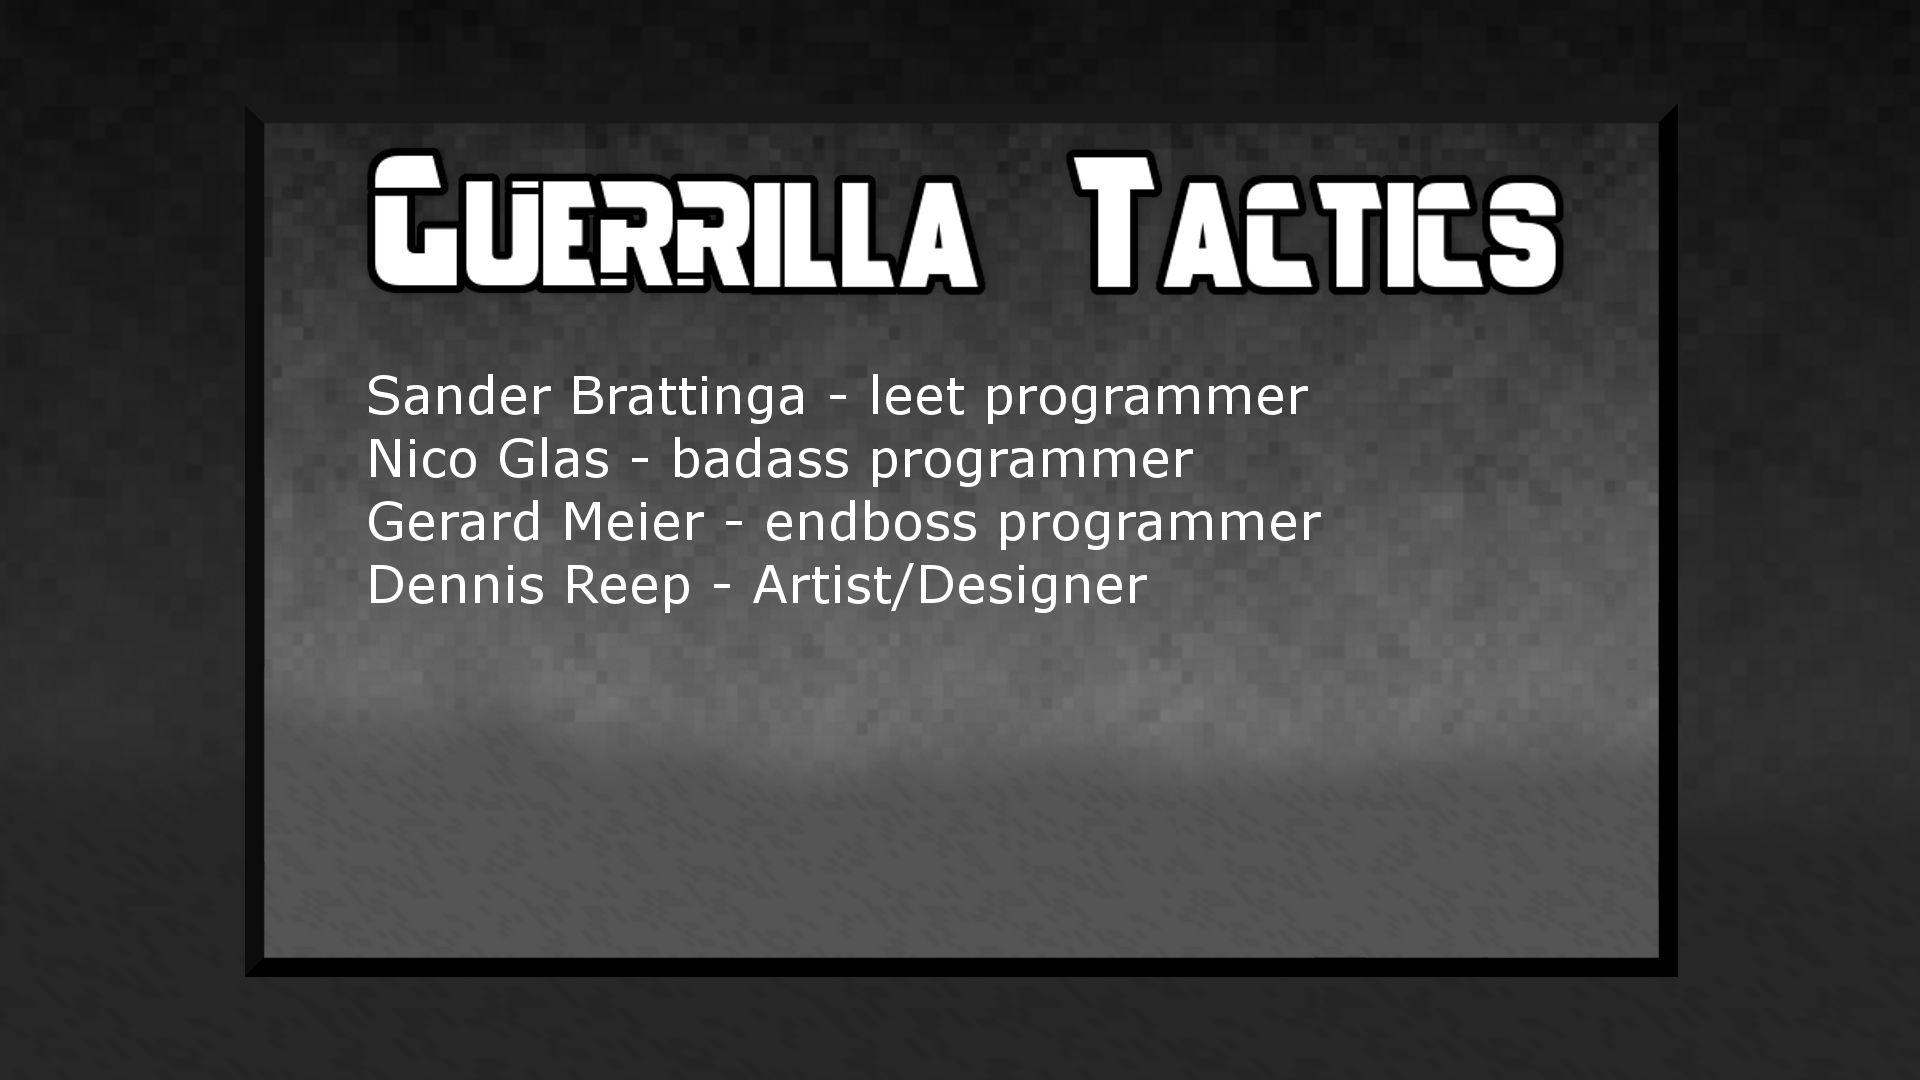 Guerrilla Tactics
Sander Brattinga - leet programmer
Nico Glas - badass programmer
Gerard Meier - endboss programmer
Dennis Reep - Artist/Designer